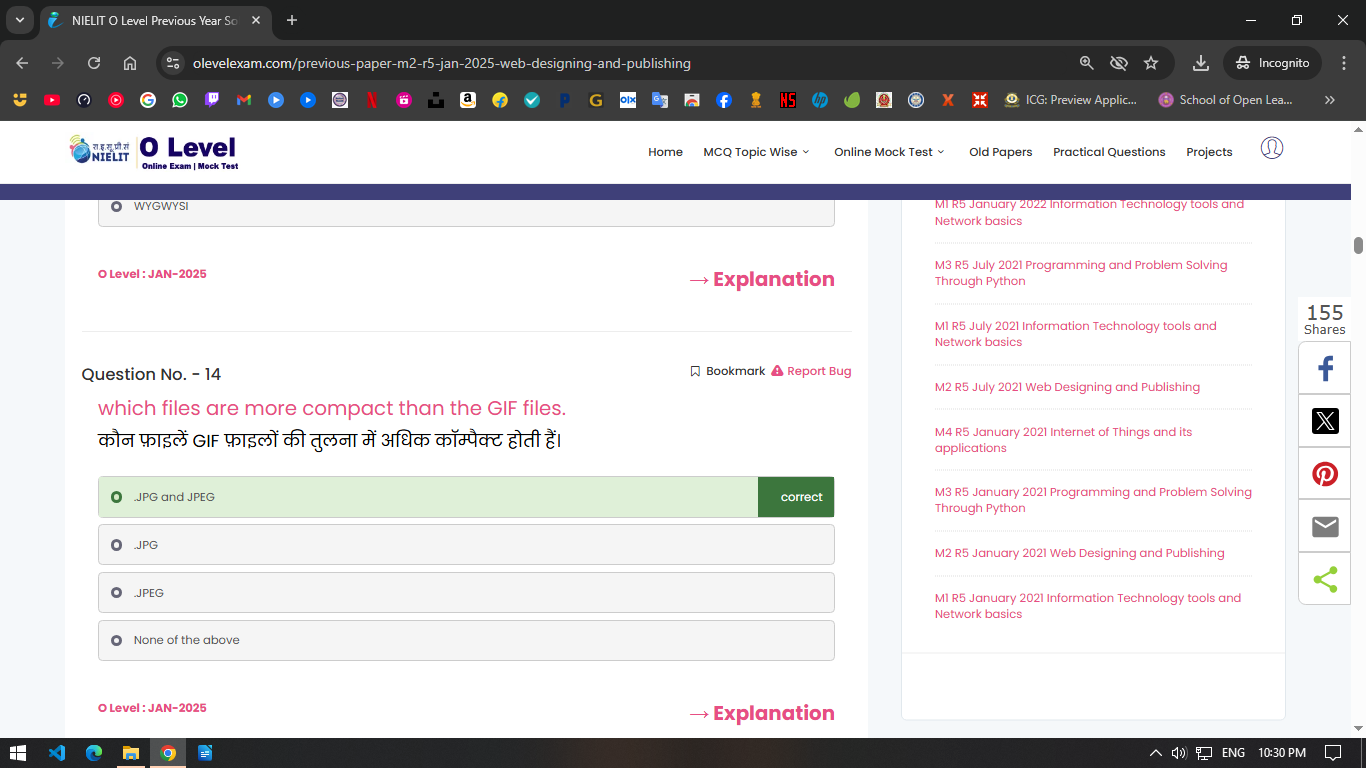 NIELIT O Level Previous Year So
olevelexam.com/previous-paper-m2-r5-jan-2025-web-designing-and-publishing
Incognito
ICG: Preview Applic...
School of Open Lea...
रा.इ.सू.प्रौ.सं
NIELIT
O Level
Online Exam | Mock Test
Home
MCQ Topic Wise
Online Mock Test
Old Papers
Practical Questions
Projects
WYGWYSI
O Level : JAN-2025
→ Explanation
Question No. - 14
Bookmark
Report Bug
which files are more compact than the GIF files.
कौन फ़ाइलें GIF फ़ाइलों की तुलना में अधिक कॉम्पैक्ट होती हैं।
.JPG and JPEG
correct
.JPG
.JPEG
None of the above
O Level : JAN-2025
→ Explanation
M1 R5 January 2022 Information Technology tools and
Network basics
M3 R5 July 2021 Programming and Problem Solving
Through Python
M1 R5 July 2021 Information Technology tools and
Network basics
M2 R5 July 2021 Web Designing and Publishing
M4 R5 January 2021 Internet of Things and its
applications
M3 R5 January 2021 Programming and Problem Solving
Through Python
M2 R5 January 2021 Web Designing and Publishing
M1 R5 January 2021 Information Technology tools and
Network basics
155
Shares
ENG
10:30 PM